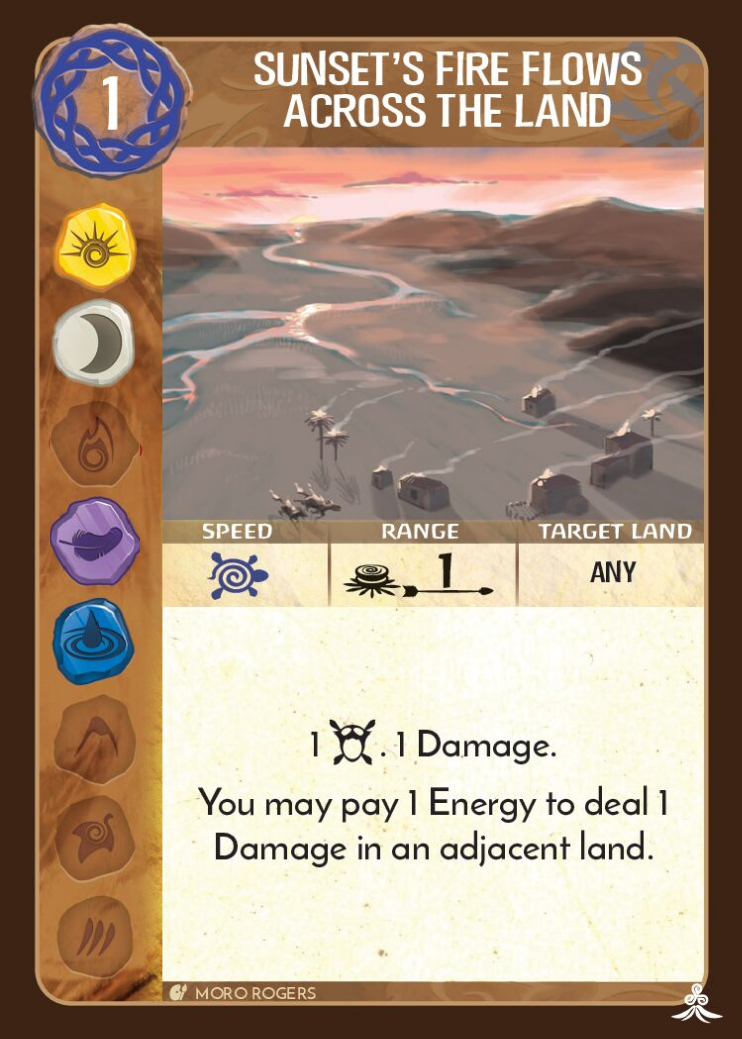 1
SUNSET'S FIRE FLOWS
ACROSS THE LAND
SPEED RANGE TARGET LAND
1 ANY
1 . 1 Damage.
You may pay 1 Energy to deal 1
Damage in an adjacent land.
MORO ROGERS